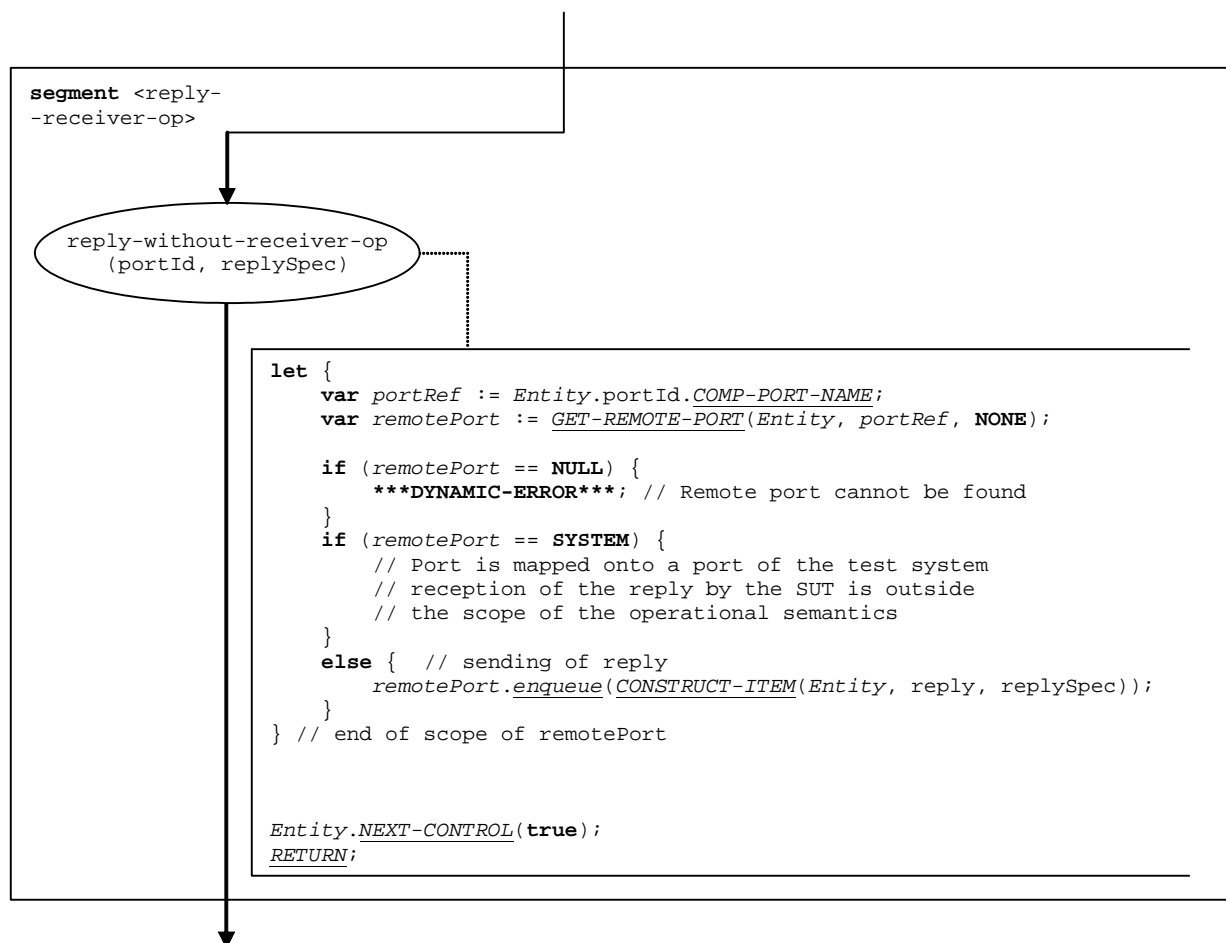 segment <reply-
-receiver-op>
reply-without-receiver-op
(portId, replySpec)
let {
var portRef := Entity.portId.COMP-PORT-NAME;
var remotePort := GET-REMOTE-PORT(Entity, portRef, NONE);
if (remotePort == NULL) {
***DYNAMIC-ERROR***; // Remote port cannot be found
}
if (remotePort == SYSTEM) {
// Port is mapped onto a port of the test system
// reception of the reply by the SUT is outside
// the scope of the operational semantics
}
else { // sending of reply
remotePort.enqueue(CONSTRUCT-ITEM(Entity, reply, replySpec));
}
} // end of scope of remotePort
Entity.NEXT-CONTROL(true);
RETURN;